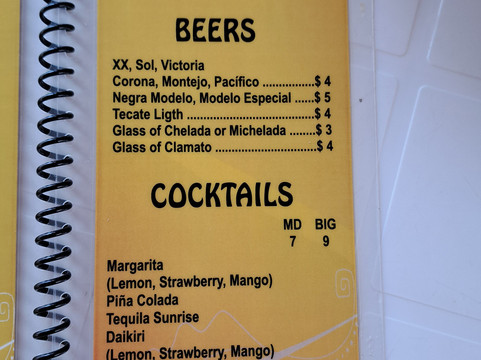 BEERS
XX, Sol, Victoria
Corona, Montejo, Pacífico ................$ 4
Negra Modelo, Modelo Especial ......$ 5
Tecate Ligth .......................................$ 4
Glass of Chelada or Michelada ........$ 3
Glass of Clamato ...............................$ 4
COCKTAILS
MD BIG
7 9
Margarita
(Lemon, Strawberry, Mango)
Piña Colada
Tequila Sunrise
Daikiri
(Lemon, Strawberry, Mango)